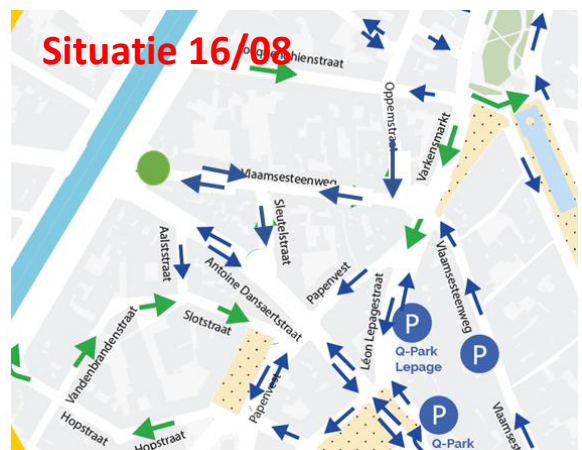 Situatie 16/08
Oppemstraat
Varkensmarkt
Vlaamsesteenweg
Sleutelstraat
Aalststraat
Antoine Dansaertstraat
Papenvest
Vlaamsesteenweg
Léon Lepagestraat
Slotstraat
Vandenbrandenstraat
P
Q-Park
Lepage
P
Papenvest
Hopstraat
Hopstraat
P
Q-Park